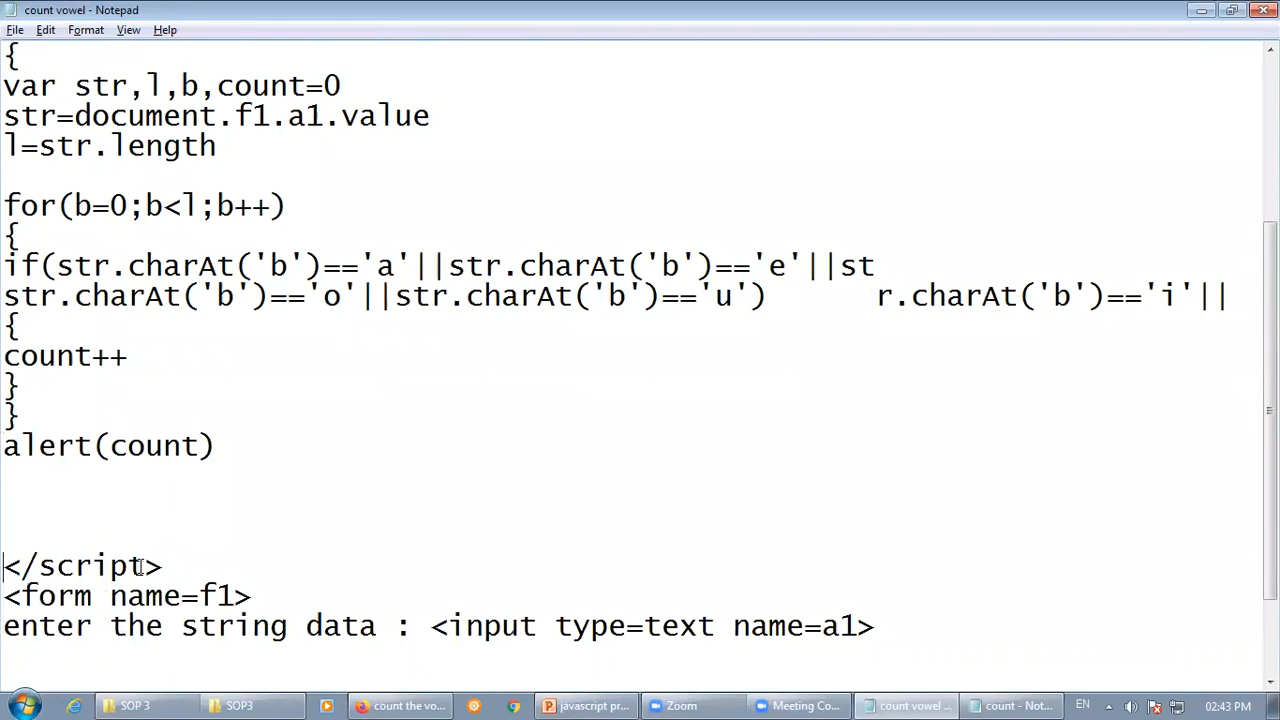 count vowel - Notepad
File Edit Format View Help
{
var str,l,b,count=0
str=document.f1.a1.value
l=str.length
for(b=0;b<l;b++)
{
if(str.charAt('b')=='a'||str.charAt('b')=='e'||st
str.charAt('b')=='o'||str.charAt('b')=='u') r.charAt('b')=='i'||
{
count++
}
}
alert(count)
</script>
<form name=f1>
enter the string data : <input type=text name=a1>
SOP 3 SOP3 count the vo... javascript pr... Zoom Meeting Co... count vowel ... count - Not... EN 02:43 PM